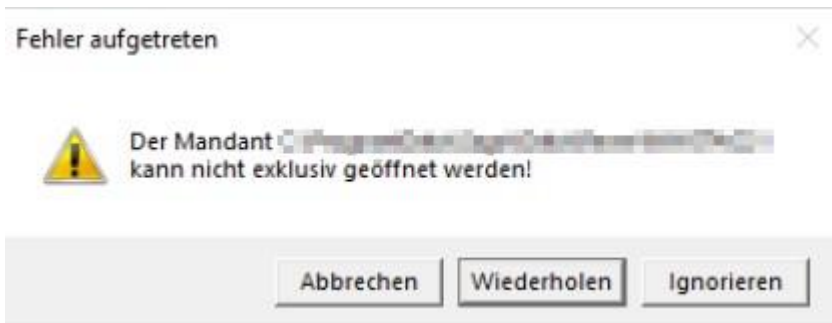 Fehler aufgetreten
Der Mandant
kann nicht exklusiv geöffnet werden!
Abbrechen
Wiederholen
Ignorieren